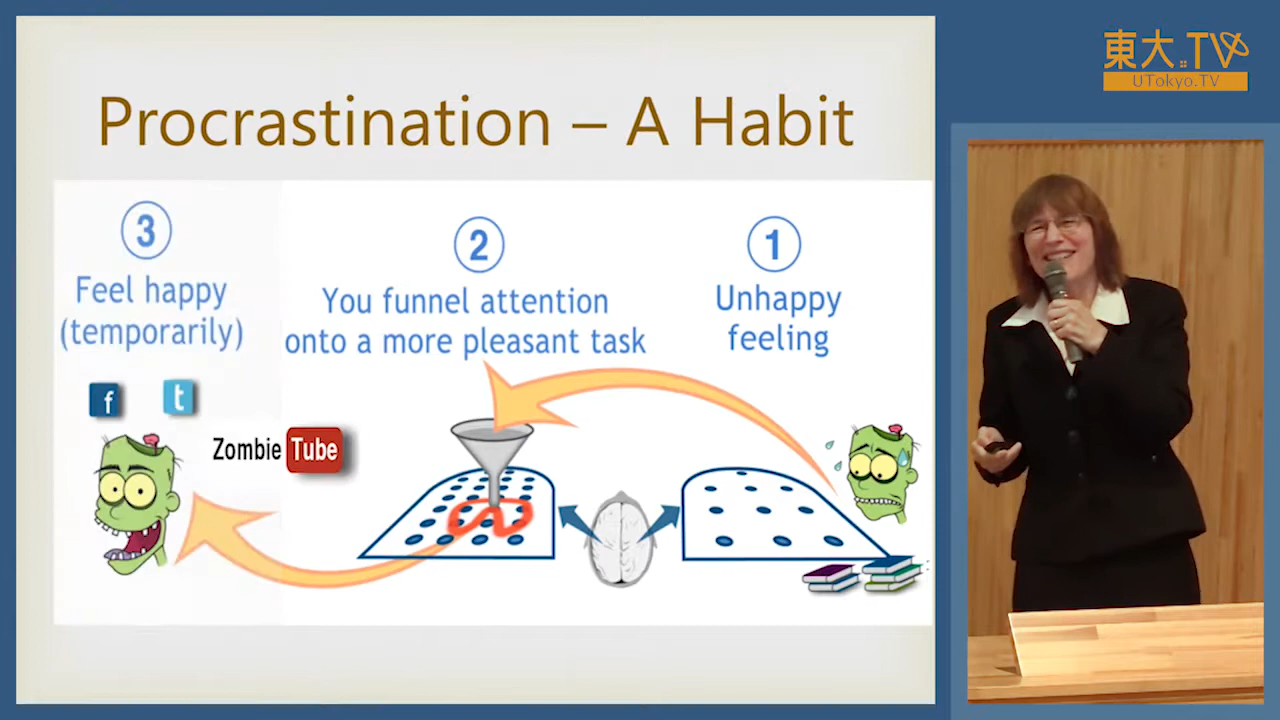 Procrastination – A Habit
3
Feel happy
(temporarily)
2
You funnel attention
onto a more pleasant task
1
Unhappy
feeling
f
t
Zombie Tube
東大.TV
UTokyo.TV